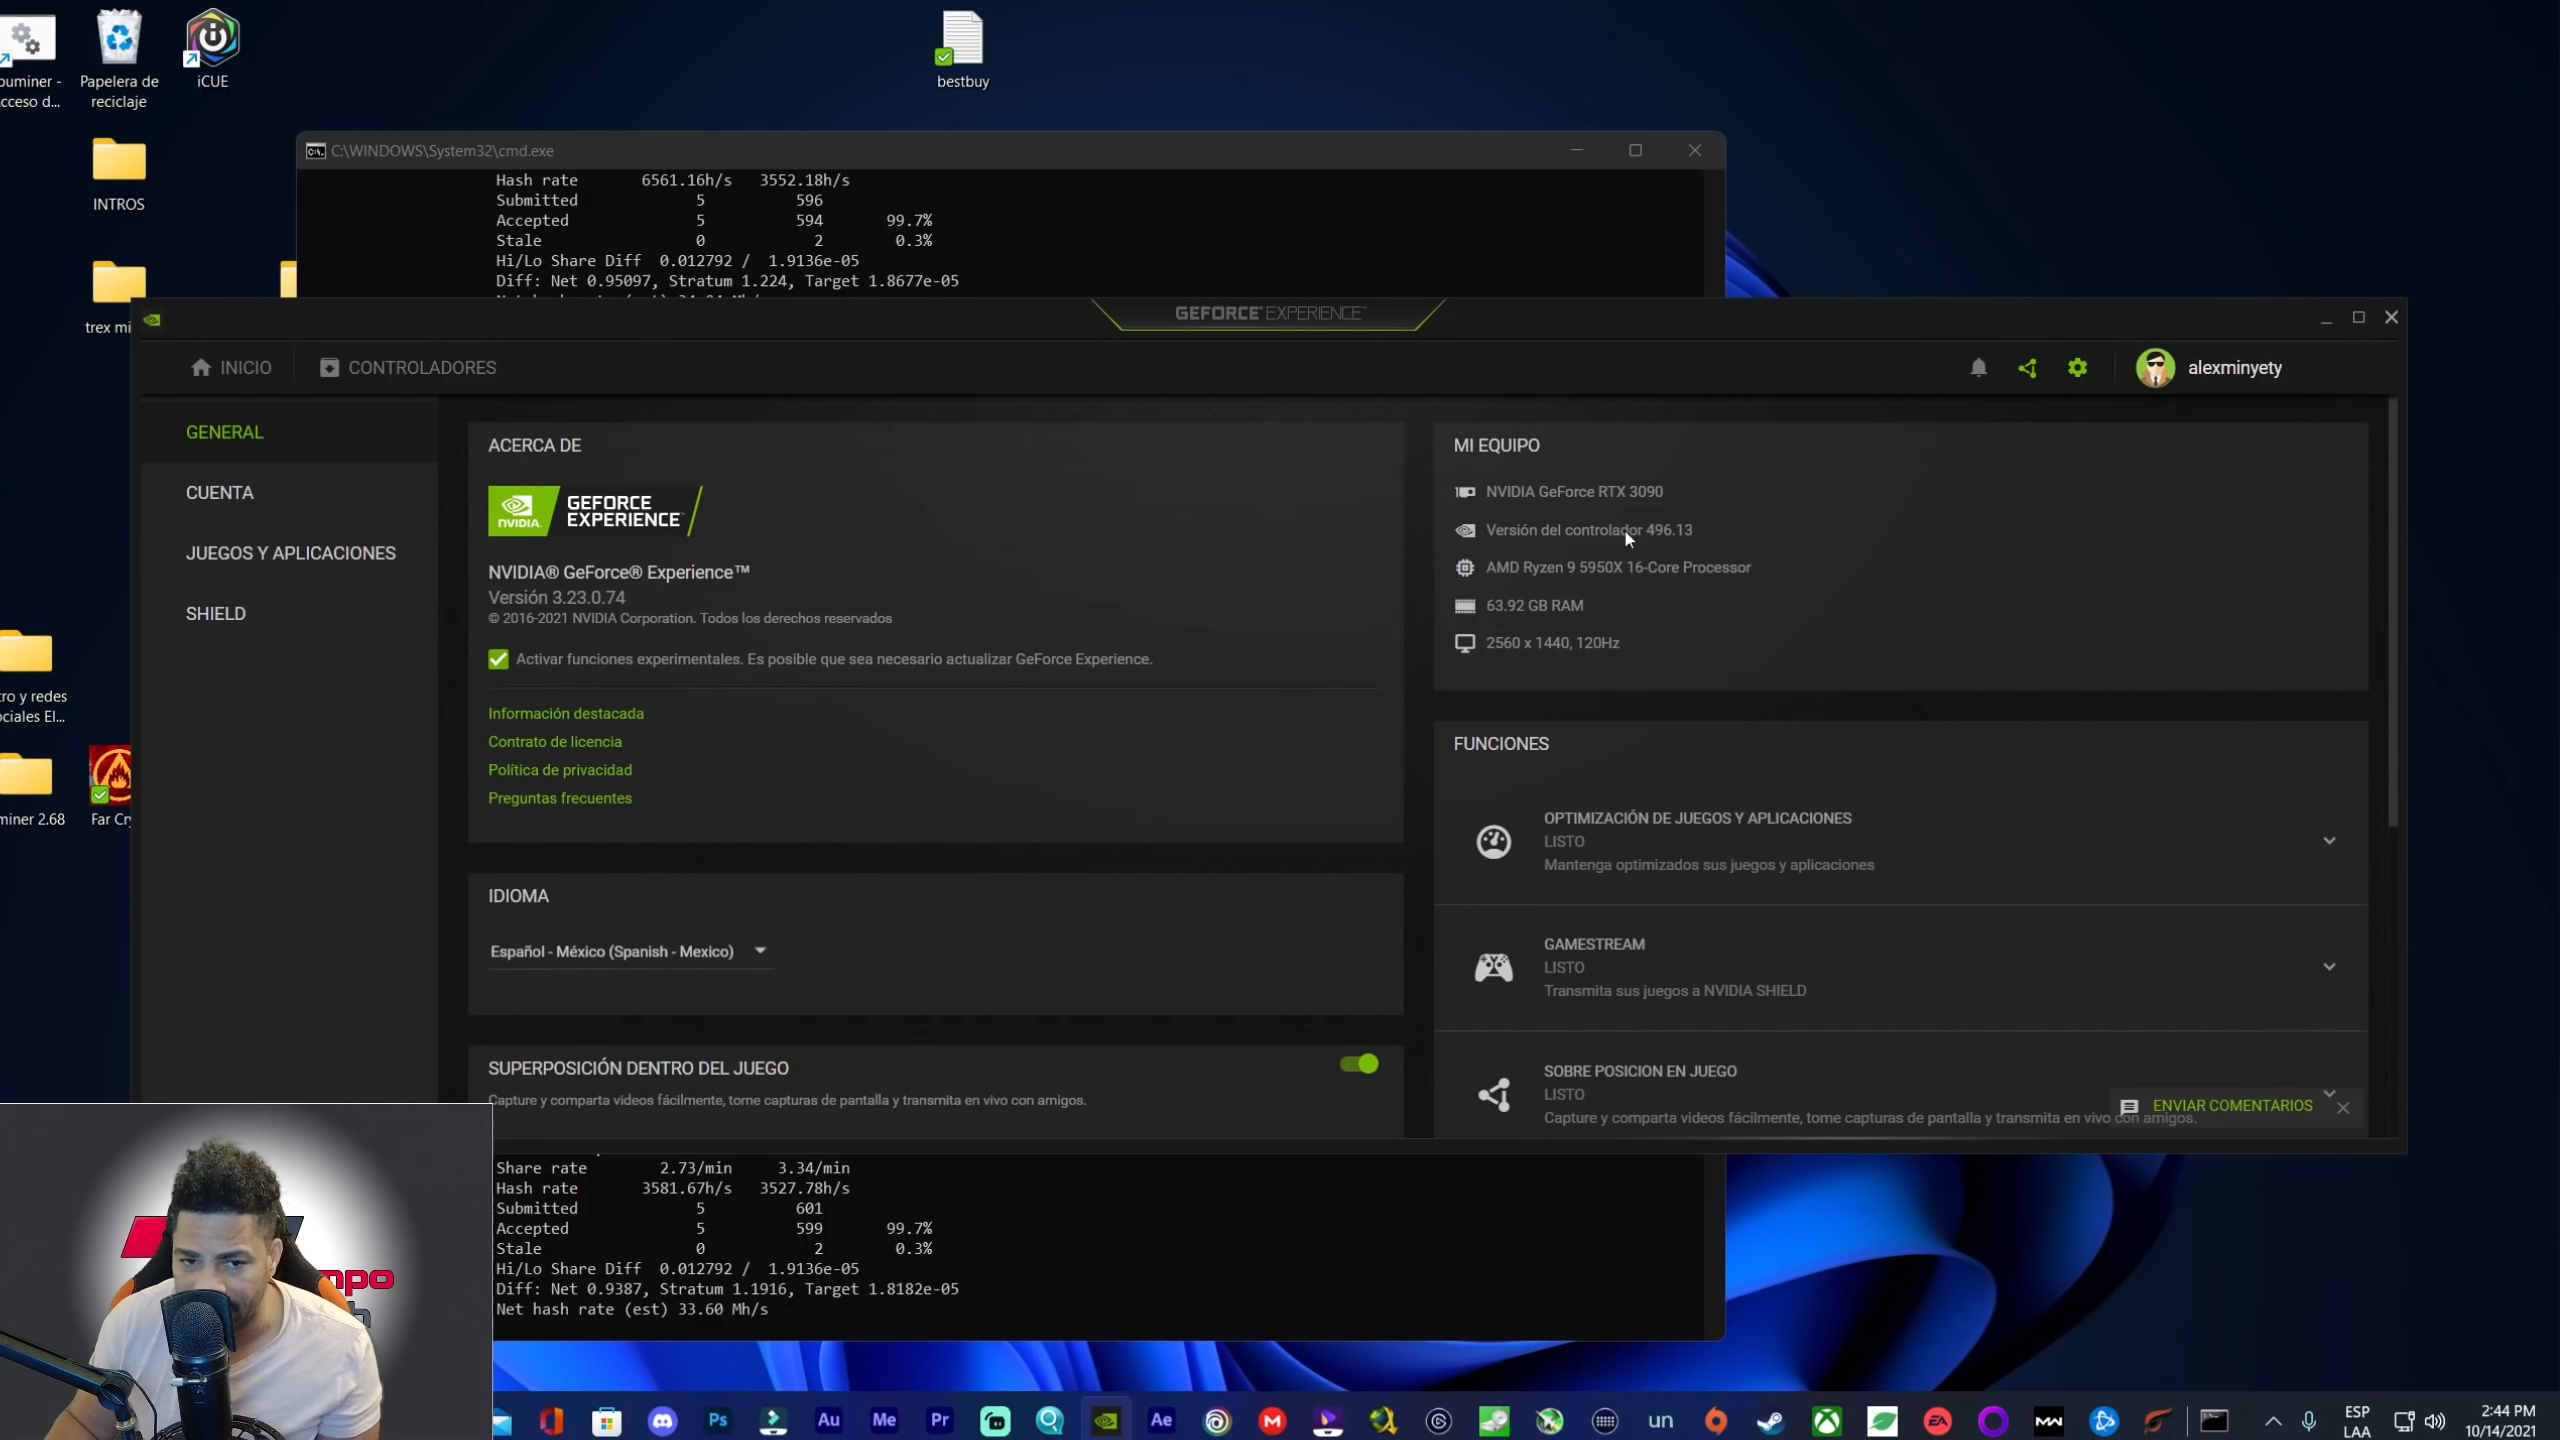 puminer -
cceso d...
Papelera de
reciclaje
iCUE
bestbuy
INTROS
trex mi
tro y redes
ociales El...
miner 2.68
Far Cry
C:\WINDOWS\System32\cmd.exe
Hash rate 6561.16h/s 3552.18h/s
Submitted 5 596
Accepted 5 594 99.7%
Stale 0 2 0.3%
Hi/Lo Share Diff 0.012792 / 1.9136e-05
Diff: Net 0.95097, Stratum 1.224, Target 1.8677e-05
GEFORCE EXPERIENCE
INICIO
CONTROLADORES
alexminyety
GENERAL
CUENTA
JUEGOS Y APLICACIONES
SHIELD
ACERCA DE
NVIDIA.
GEFORCE
EXPERIENCE
NVIDIA® GeForce® Experience™
Versión 3.23.0.74
© 2016-2021 NVIDIA Corporation. Todos los derechos reservados
Activar funciones experimentales. Es posible que sea necesario actualizar GeForce Experience.
Información destacada
Contrato de licencia
Política de privacidad
Preguntas frecuentes
IDIOMA
Español - México (Spanish - Mexico)
SUPERPOSICIÓN DENTRO DEL JUEGO
Capture y comparta videos fácilmente, tome capturas de pantalla y transmita en vivo con amigos.
MI EQUIPO
NVIDIA GeForce RTX 3090
Versión del controlador 496.13
AMD Ryzen 9 5950X 16-Core Processor
63.92 GB RAM
2560 x 1440, 120Hz
FUNCIONES
OPTIMIZACIÓN DE JUEGOS Y APLICACIONES
LISTO
Mantenga optimizados sus juegos y aplicaciones
GAMESTREAM
LISTO
Transmita sus juegos a NVIDIA SHIELD
SOBRE POSICION EN JUEGO
LISTO
Capture y comparta videos fácilmente, tome capturas de pantalla y transmita en vivo con amigos.
ENVIAR COMENTARIOS
Share rate 2.73/min 3.34/min
Hash rate 3581.67h/s 3527.78h/s
Submitted 5 601
Accepted 5 599 99.7%
Stale 0 2 0.3%
Hi/Lo Share Diff 0.012792 / 1.9136e-05
Diff: Net 0.9387, Stratum 1.1916, Target 1.8182e-05
Net hash rate (est) 33.60 Mh/s
mpo
Ps
Au
Me
Pr
Ae
un
EA
MW
ESP
LAA
2:44 PM
10/14/2021